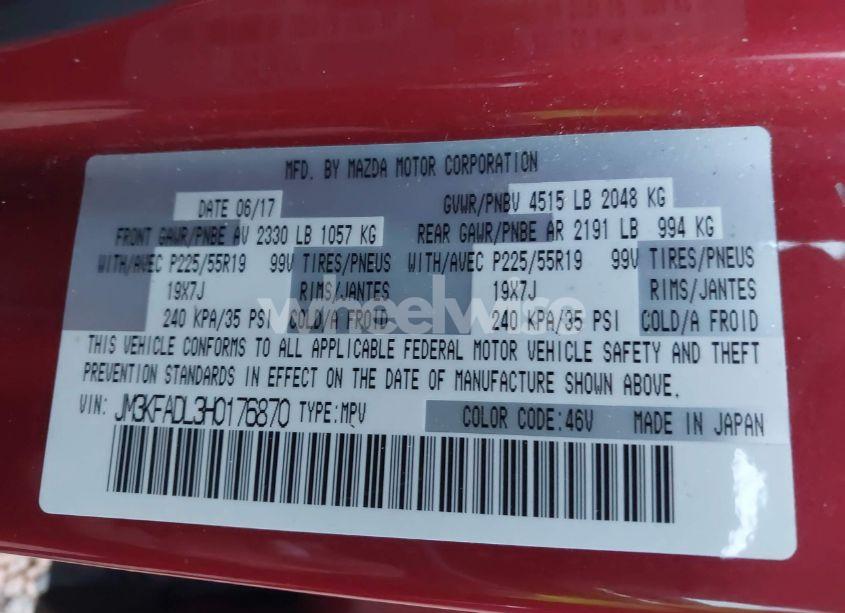 MFD. BY MAZDA MOTOR CORPORATION
DATE 06/17 GVWR/PNBV 4515 LB 2048 KG
FRONT GAWR/PNBE AV 2330 LB 1057 KG REAR GAWR/PNBE AR 2191 LB 994 KG
WITH/AVEC P225/55R19 99V TIRES/PNEUS WITH/AVEC P225/55R19 99V TIRES/PNEUS
19X7J RIMS/JANTES 19X7J RIMS/JANTES
wheelwise
240 KPA/35 PSI COLD/A FROID 240 KPA/35 PSI COLD/A FROID
THIS VEHICLE CONFORMS TO ALL APPLICABLE FEDERAL MOTOR VEHICLE SAFETY AND THEFT
PREVENTION STANDARDS IN EFFECT ON THE DATE OF MANUFACTURE SHOWN ABOVE.
VIN: JM3KFADL3H0176870 TYPE:MPV COLOR CODE:46V MADE IN JAPAN